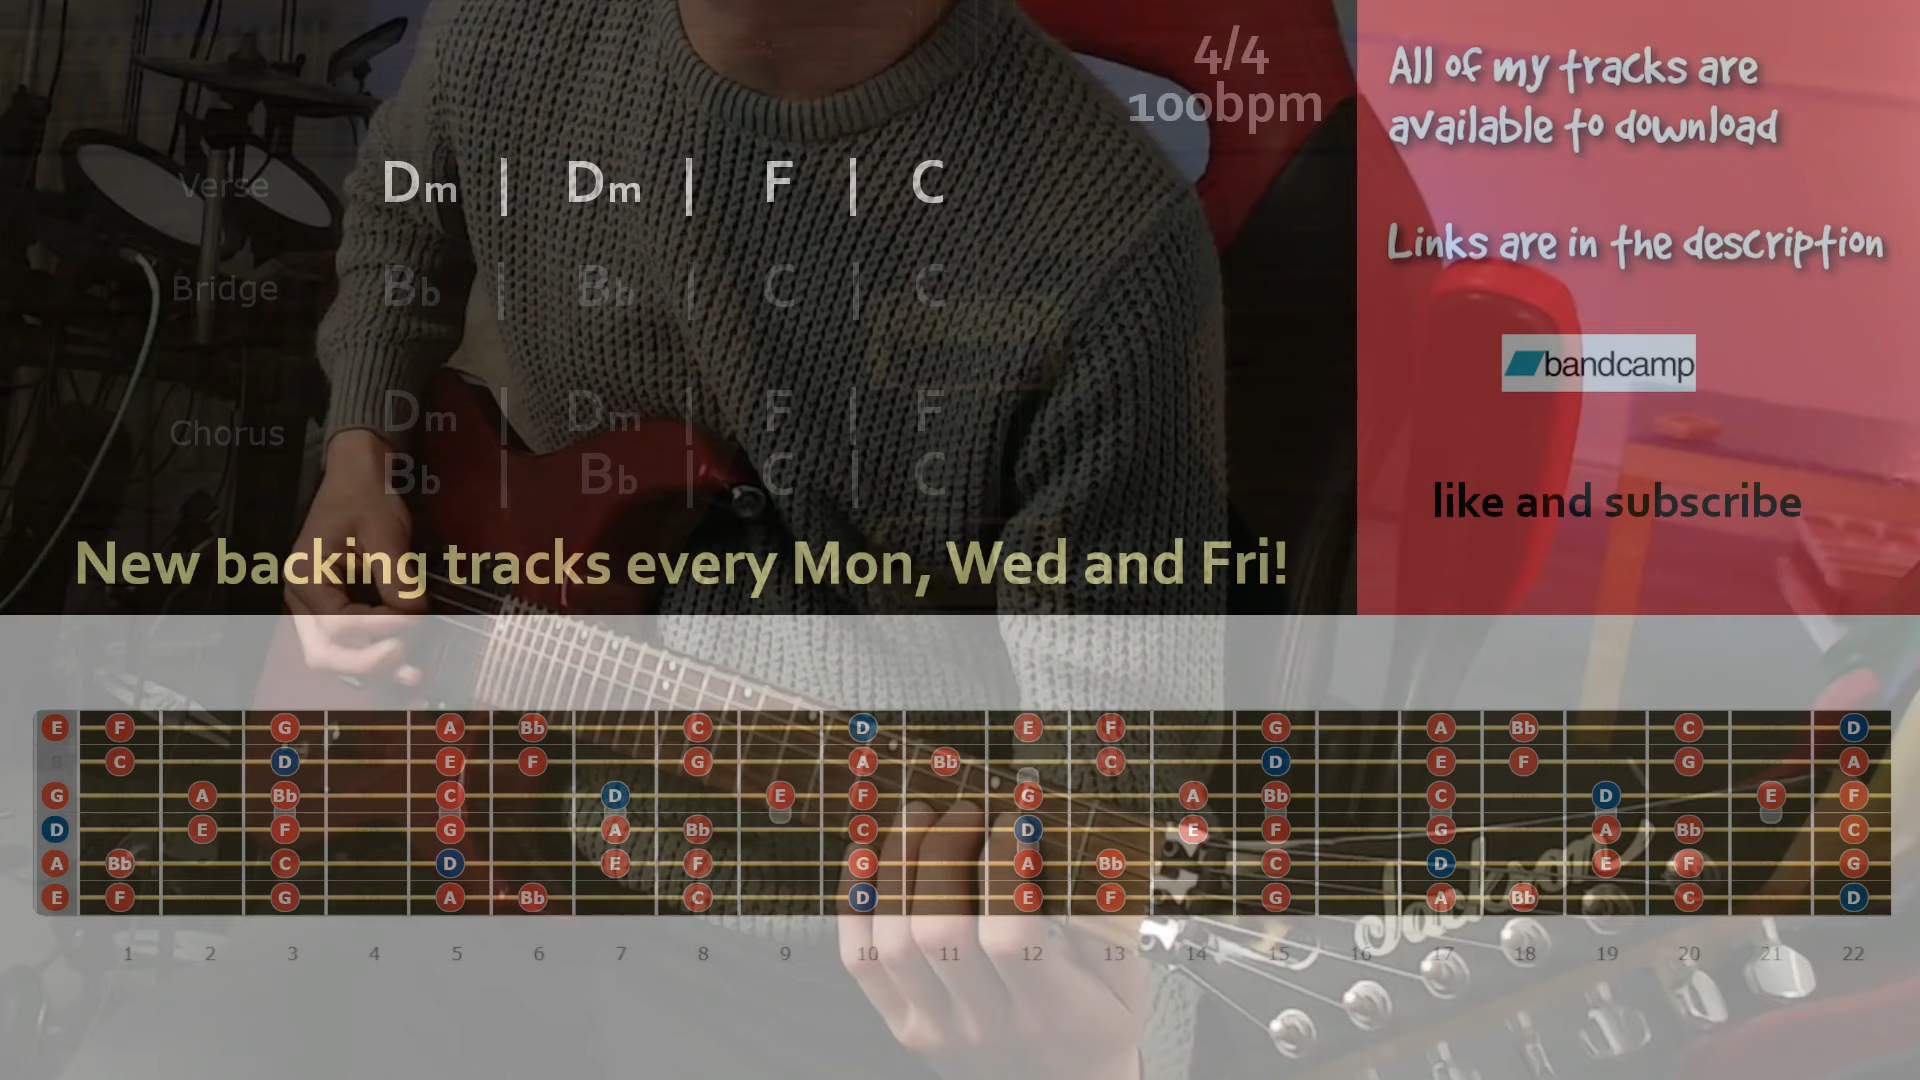 4/4
100bpm
Verse Dm | Dm | F | C
Bridge Bb | Bb | C | C
Chorus
Dm | Dm | F | F
Bb | Bb | C | C
New backing tracks every Mon, Wed and Fri!
All of my tracks are
available to download
Links are in the description
bandcamp
like and subscribe
E F G A Bb C D E F G A Bb C D
B C D E F G A Bb C D E F G A
G A Bb C D E F G A Bb C D E F
D E F G A Bb C D E F G A Bb C
A Bb C D E F G A Bb C D E F G
E F G A Bb C D E F G A Bb C D
Jackson
1 2 3 4 5 6 7 8 9 10 11 12 13 14 15 16 17 18 19 20 21 22